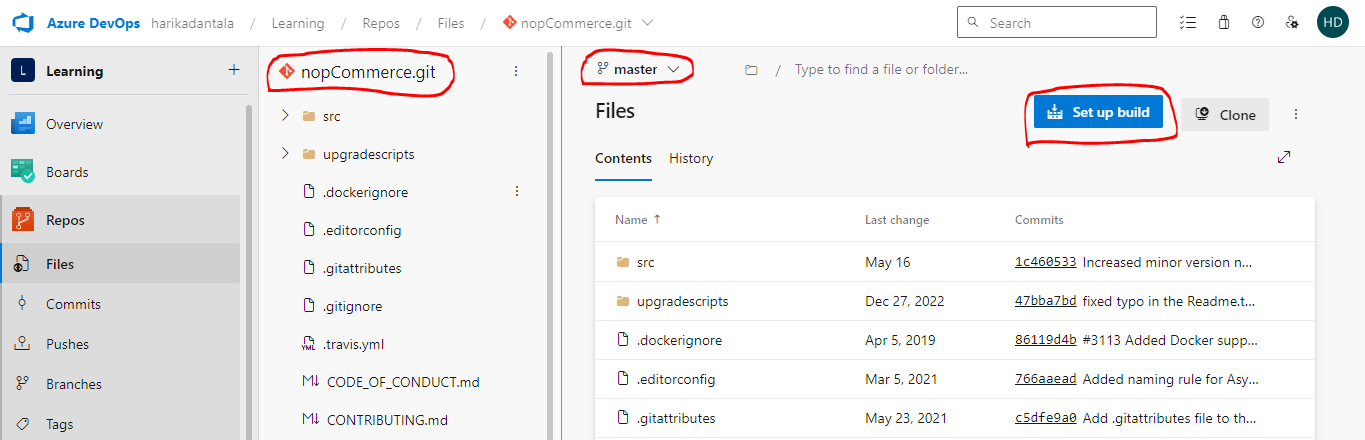 Azure DevOps harikadantala / Learning / Repos / Files / nopCommerce.git
Search
HD
L Learning +
Overview
Boards
Repos
Files
Commits
Pushes
Branches
Tags
nopCommerce.git
src
upgradescripts
.dockerignore
.editorconfig
.gitattributes
.gitignore
YML .travis.yml
M↓ CODE_OF_CONDUCT.md
M↓ CONTRIBUTING.md
master / Type to find a file or folder...
Files
Set up build
Clone
Contents History
Name ↑ Last change Commits
src May 16 1c460533 Increased minor version n...
upgradescripts Dec 27, 2022 47bba7bd fixed typo in the Readme.t...
.dockerignore Apr 5, 2019 86119d4b #3113 Added Docker supp...
.editorconfig Mar 5, 2021 766aaead Added naming rule for Asy...
.gitattributes May 23, 2021 c5dfe9a0 Add .gitattributes file to th...